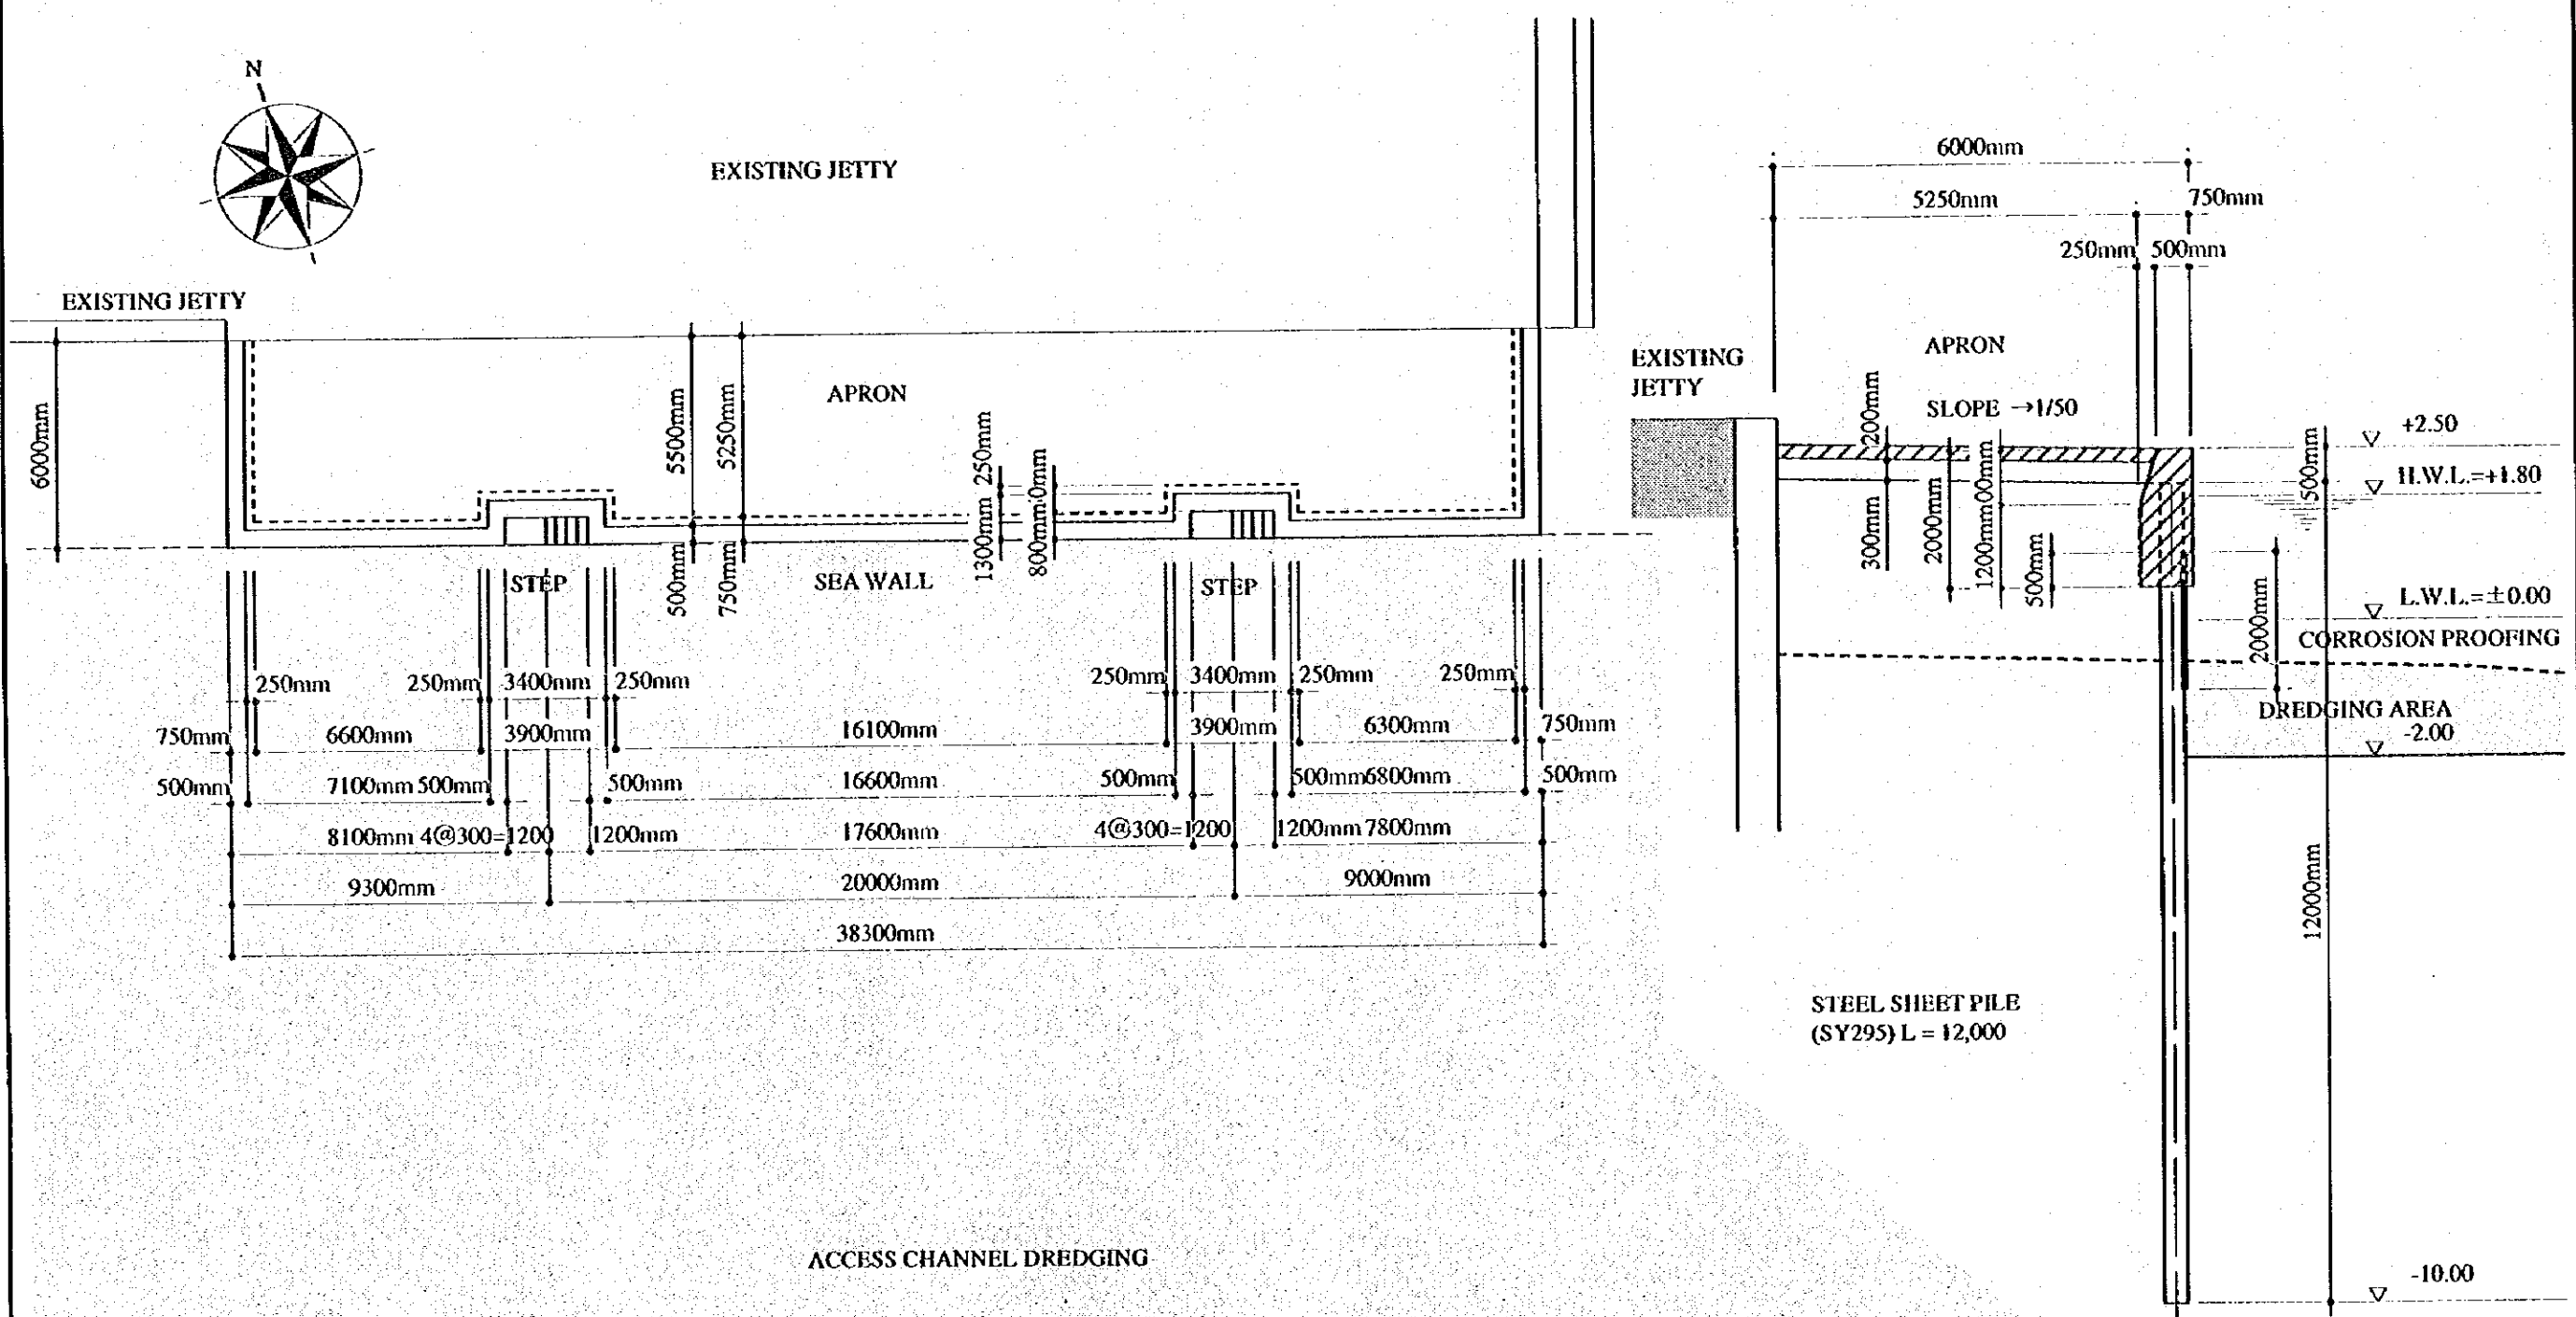 N
EXISTING JETTY
EXISTING JETTY
6000mm
APRON
5500mm
5250mm
250mm
1300mm
800mm
500mm
750mm
STEP
SEA WALL
STEP
250mm 250mm 3400mm 250mm 250mm 3400mm 250mm 250mm
750mm 6600mm 3900mm 16100mm 3900mm 6300mm 750mm
500mm 7100mm 500mm 500mm 16600mm 500mm 500mm 6800mm 500mm
8100mm 4@300=1200 1200mm 17600mm 4@300=1200 1200mm 7800mm
9300mm 20000mm 9000mm
38300mm
ACCESS CHANNEL DREDGING
6000mm
5250mm 750mm
250mm 500mm
EXISTING
JETTY
APRON
SLOPE →1/50
200mm
300mm
2000mm
1200mm
500mm
+2.50
500mm
H.W.L.=+1.80
L.W.L.=±0.00
2000mm
CORROSION PROOFING
DREDGING AREA
-2.00
12000mm
STEEL SHEET PILE
(SY295) L = 12,000
-10.00